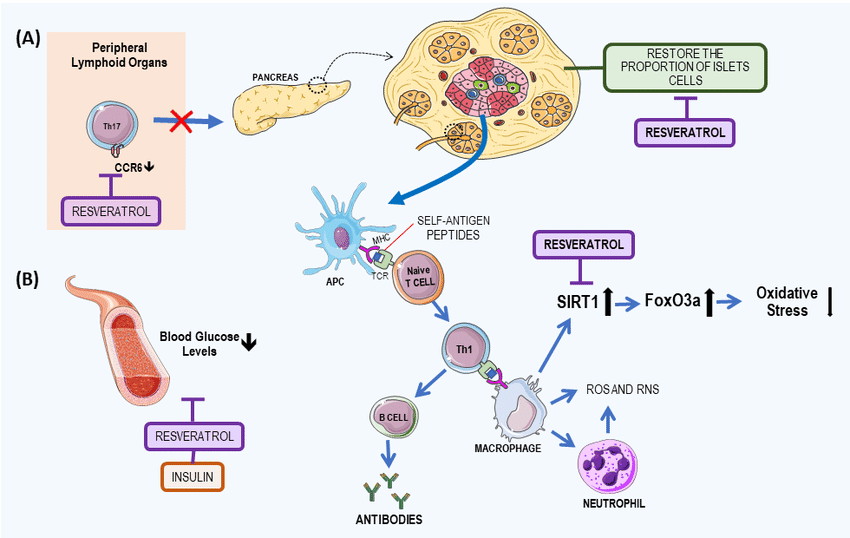 (A)
Peripheral
Lymphoid Organs
Th17
CCR6
RESVERATROL
PANCREAS
RESTORE THE
PROPORTION OF ISLETS
CELLS
RESVERATROL
SELF-ANTIGEN
PEPTIDES
MHC
TCR
APC
Naive
T CELL
(B)
Blood Glucose
Levels
RESVERATROL
INSULIN
Th1
B CELL
ANTIBODIES
MACROPHAGE
RESVERATROL
SIRT1
FoxO3a
Oxidative
Stress
ROS AND RNS
NEUTROPHIL